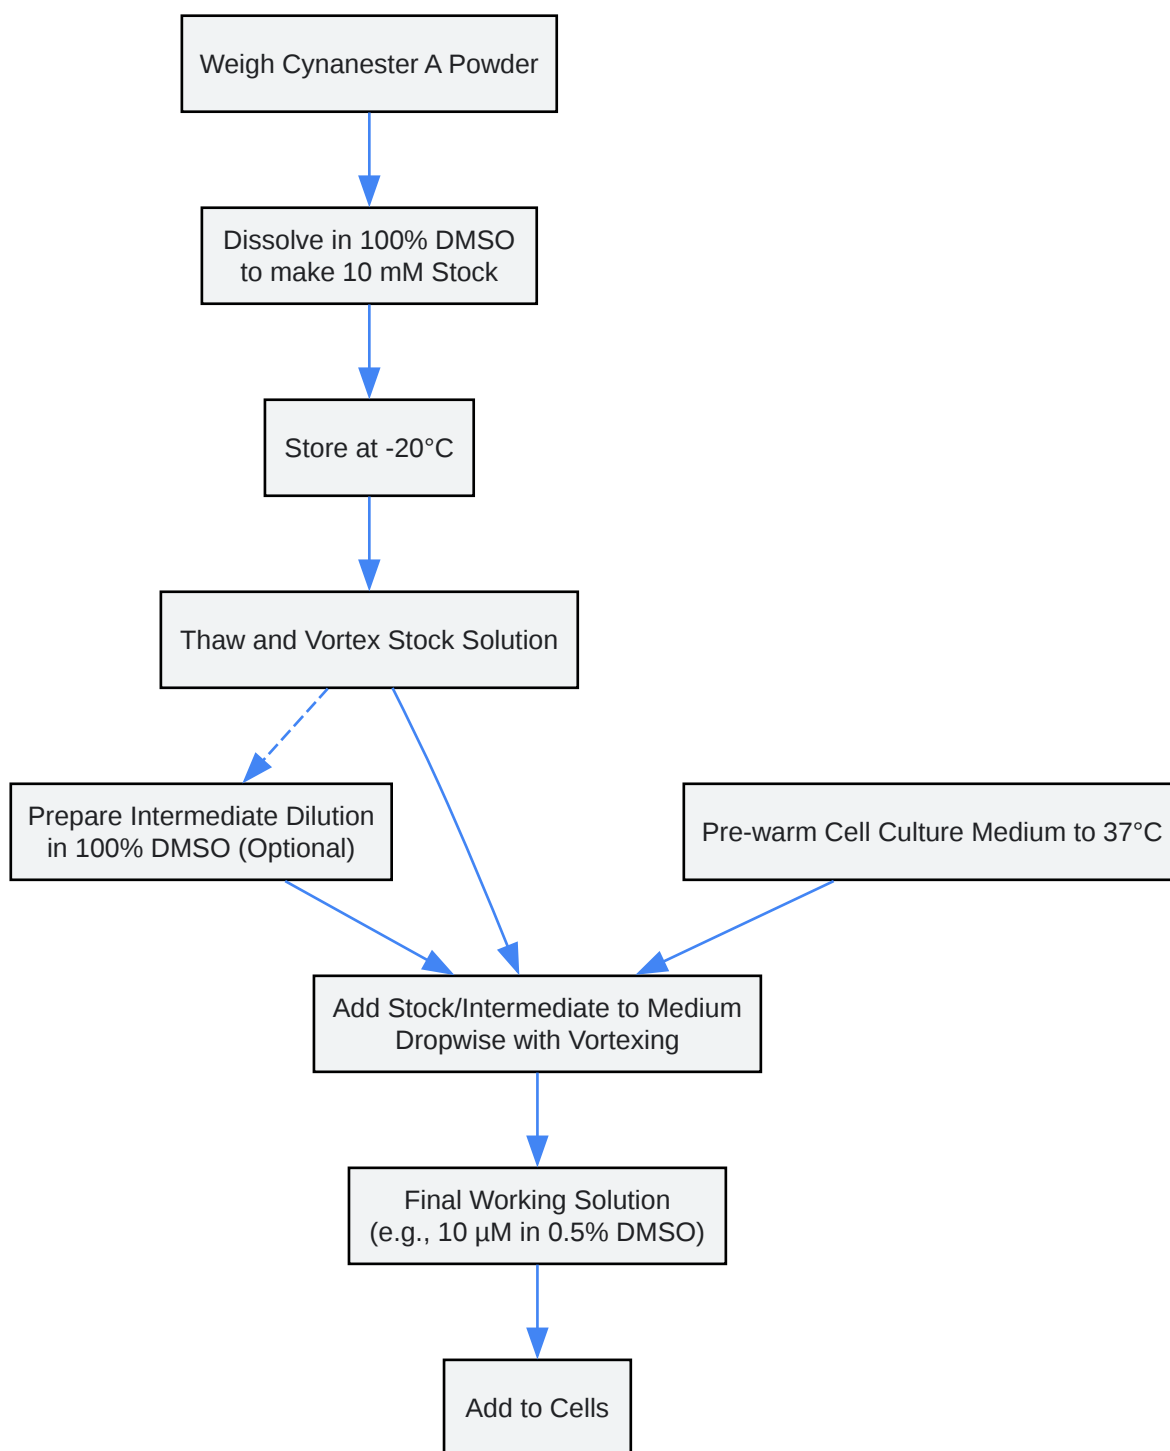 Weigh Cynanester A Powder
Dissolve in 100% DMSO
to make 10 mM Stock
Store at -20°C
Thaw and Vortex Stock Solution
Prepare Intermediate Dilution
in 100% DMSO (Optional)
Pre-warm Cell Culture Medium to 37°C
Add Stock/Intermediate to Medium
Dropwise with Vortexing
Final Working Solution
(e.g., 10 µM in 0.5% DMSO)
Add to Cells